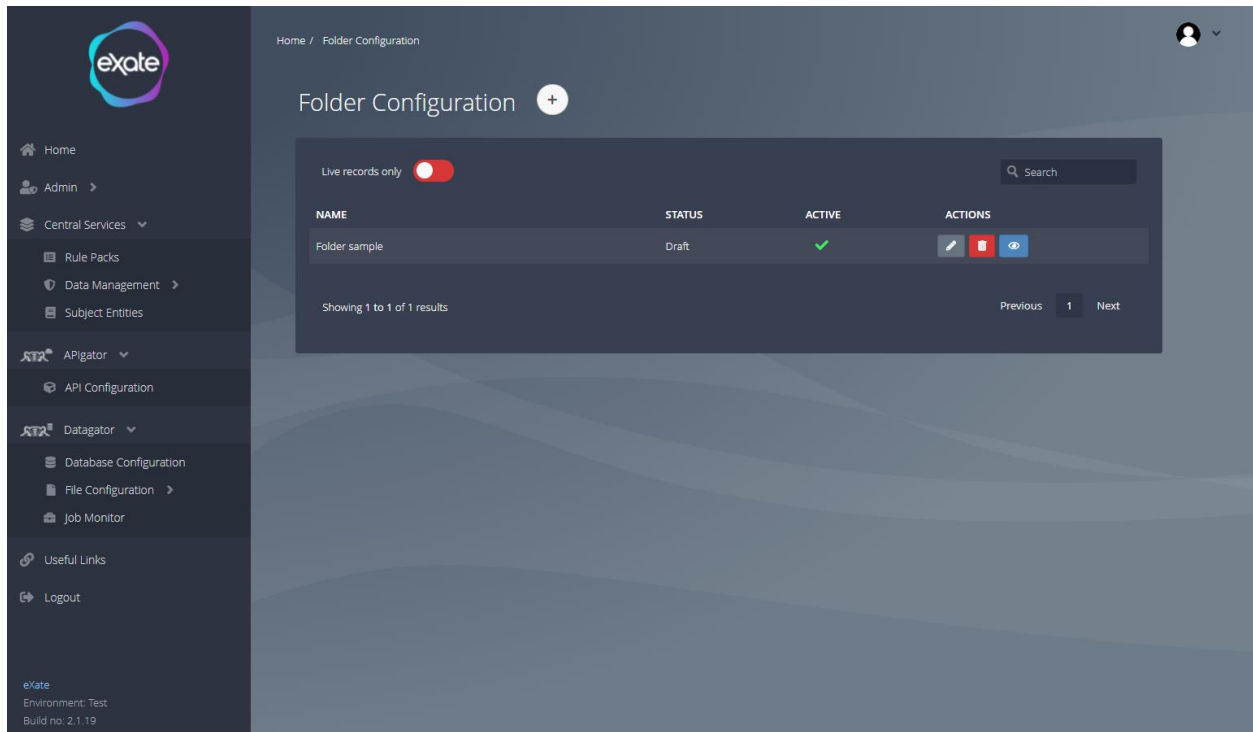 eXate
Home
Admin
Central Services
Rule Packs
Data Management
Subject Entities
APIgator
API Configuration
Datagator
Database Configuration
File Configuration
Job Monitor
Useful Links
Logout
eXate
Environment: Test
Build no: 2.1.19
Home / Folder Configuration
Folder Configuration +
Live records only Search
NAME STATUS ACTIVE ACTIONS
Folder sample Draft
Showing 1 to 1 of 1 results Previous 1 Next